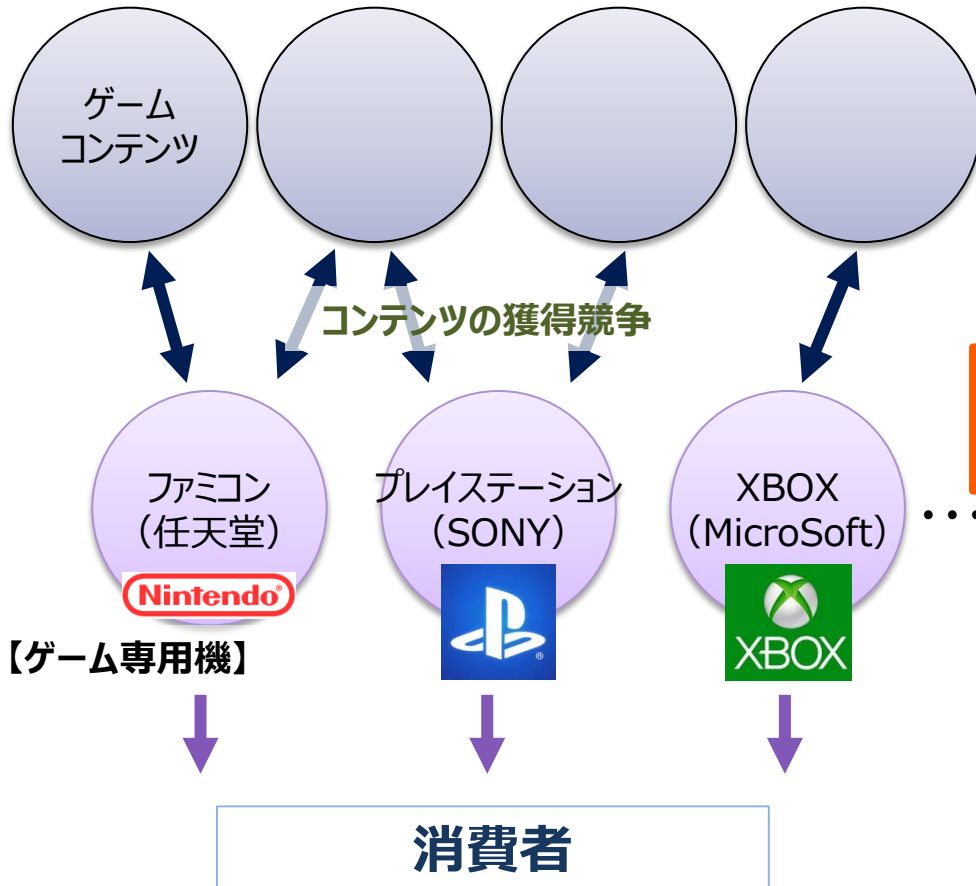 ゲーム
コンテンツ
コンテンツの獲得競争
ファミコン
（任天堂）
プレイステーション
（SONY）
XBOX
（MicroSoft）
・・・
Nintendo®
XBOX
【ゲーム専用機】
消費者